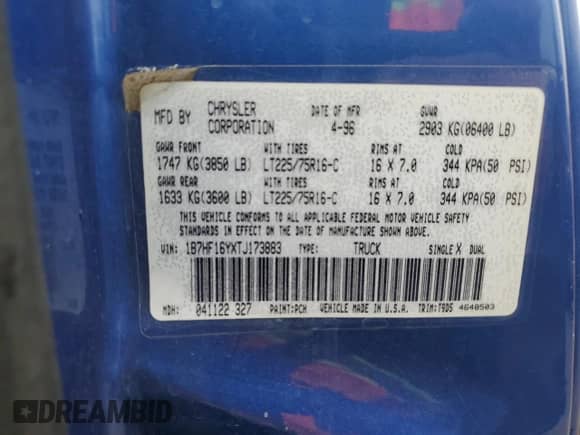 MFD BY CHRYSLER CORPORATION DATE OF MFR 4-96 GVWR 2903 KG(06400 LB)
GAWR FRONT WITH TIRES RIMS AT COLD
1747 KG(3850 LB) LT225/75R16-C 16 X 7.0 344 KPA(50 PSI)
GAWR REAR WITH TIRES RIMS AT COLD
1633 KG(3600 LB) LT225/75R16-C 16 X 7.0 344 KPA(50 PSI)
THIS VEHICLE CONFORMS TO ALL APPLICABLE FEDERAL MOTOR VEHICLE SAFETY
STANDARDS IN EFFECT ON THE DATE OF MANUFACTURE SHOWN ABOVE
VIN: 1B7HF16YXTJ173883 TYPE: TRUCK SINGLE X DUAL
MDH: 041122 327 PAINT:PCH VEHICLE MADE IN U.S.A. TRIM:T9D5 4648503
DREAMBID